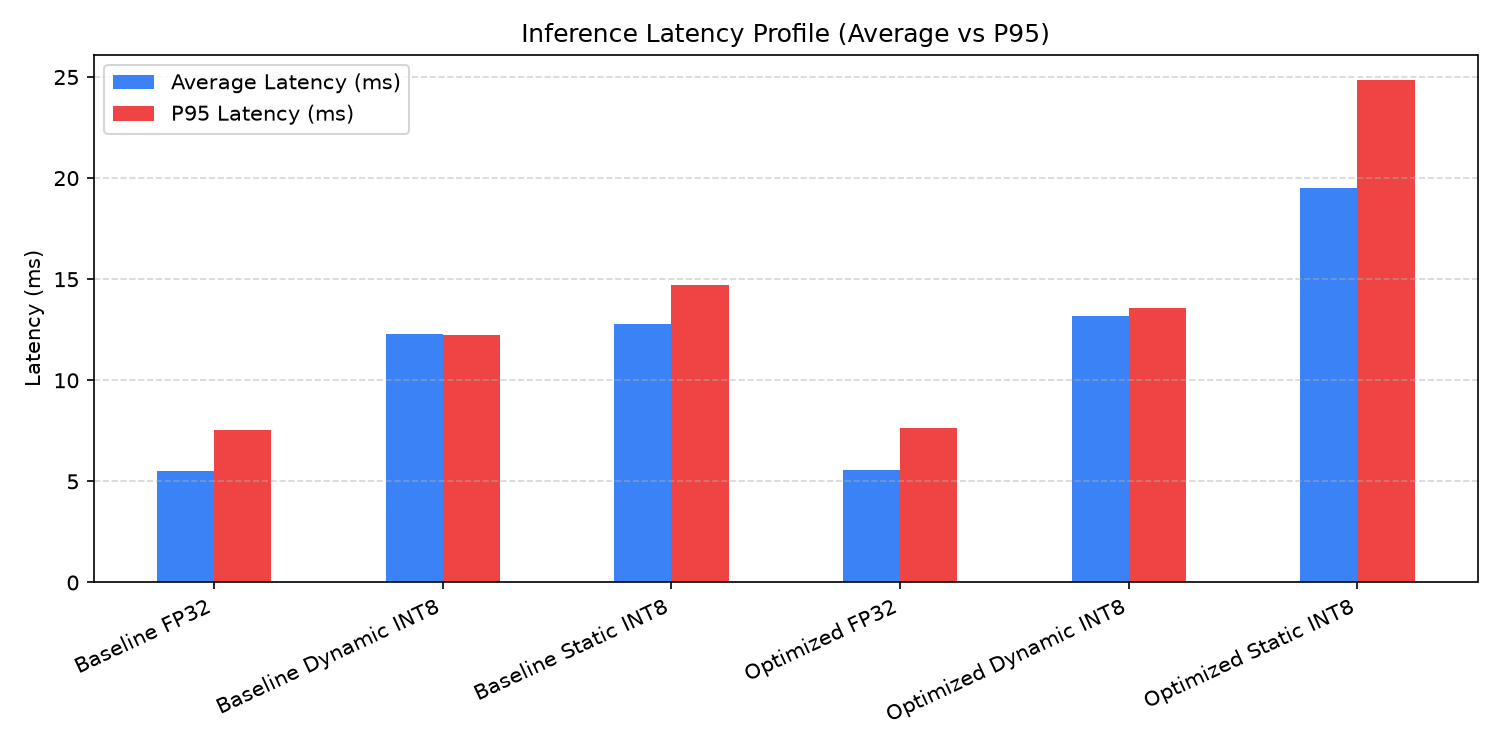 Inference Latency Profile (Average vs P95)
Average Latency (ms)
P95 Latency (ms)
Latency (ms)
25
20
15
10
5
0
Baseline FP32
Baseline Dynamic INT8
Baseline Static INT8
Optimized FP32
Optimized Dynamic INT8
Optimized Static INT8